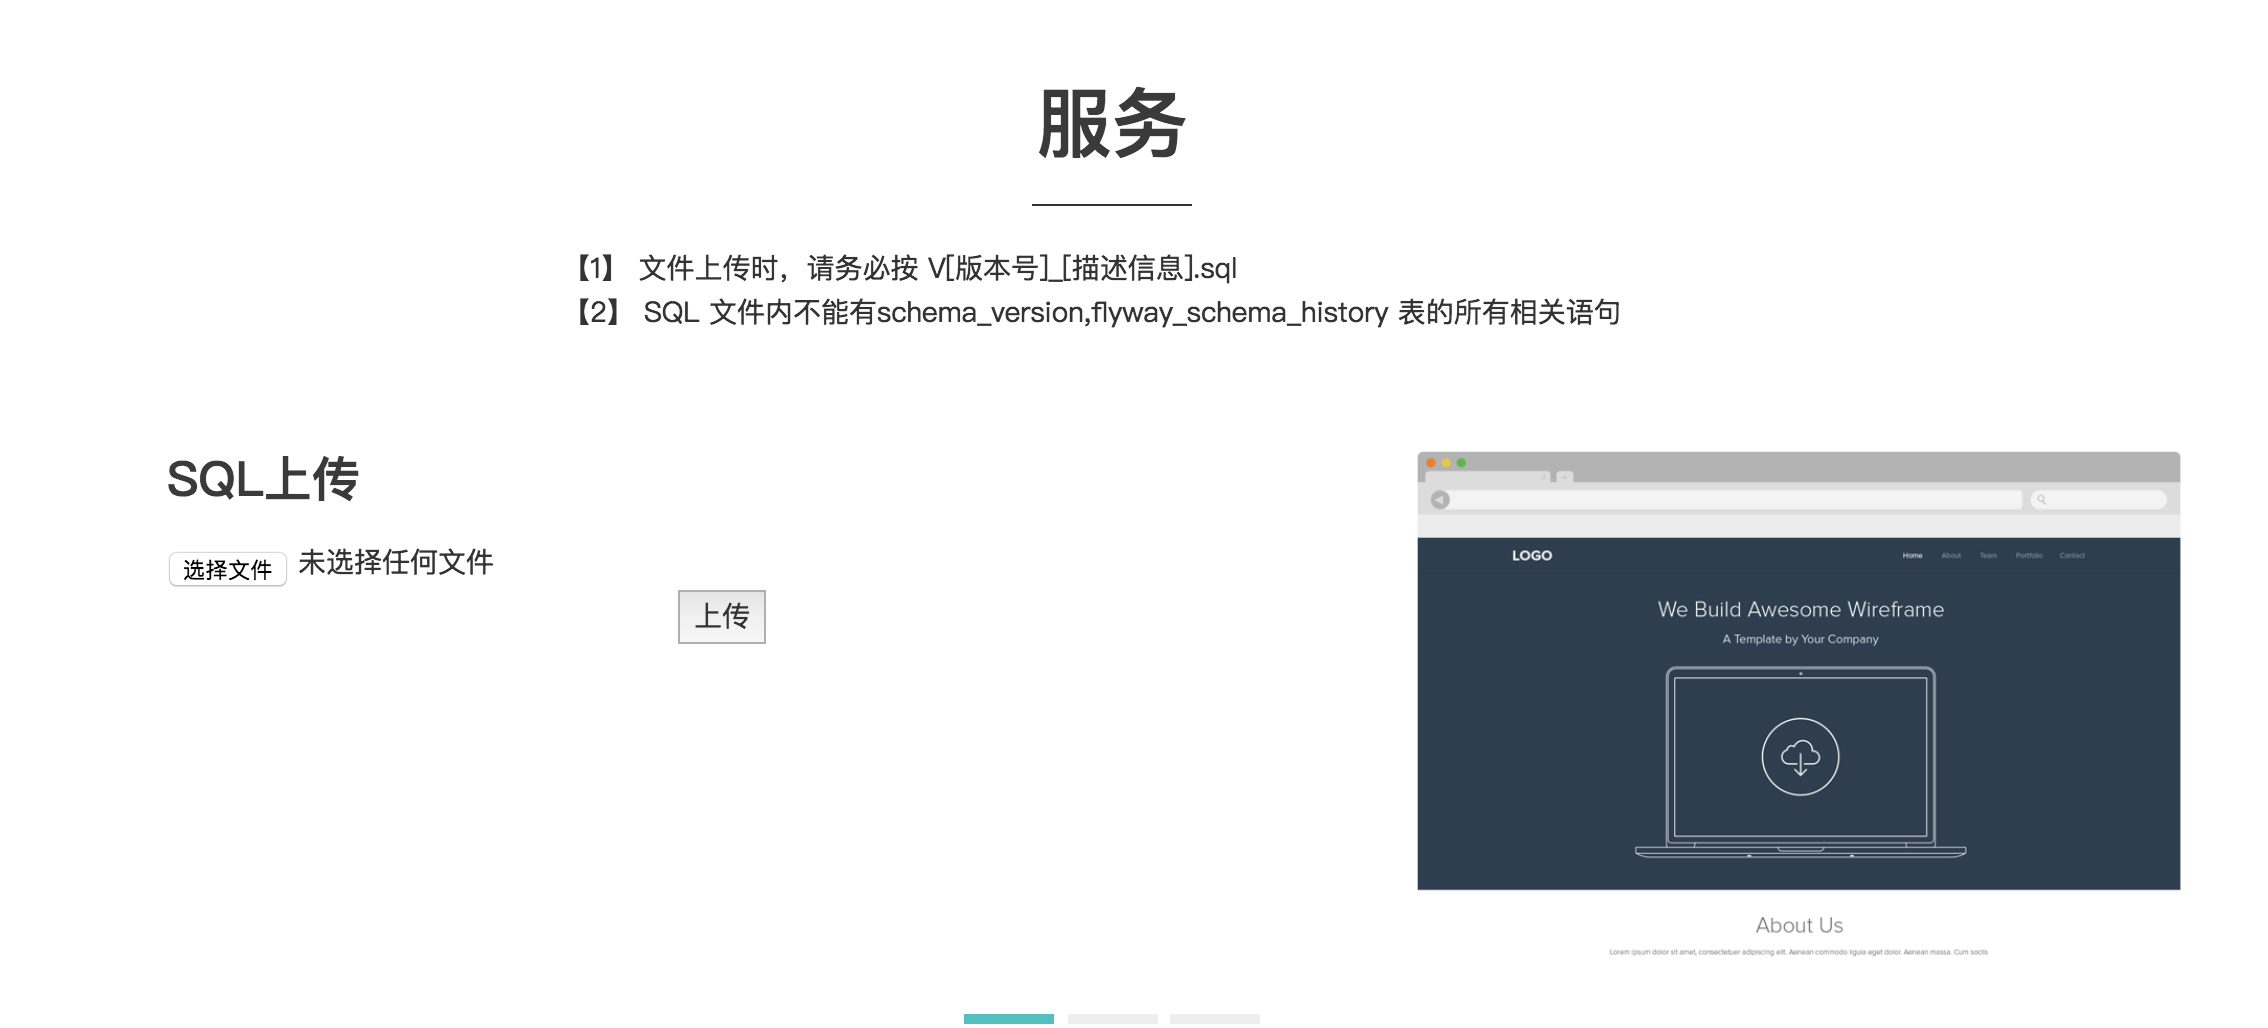 服务
【1】 文件上传时，请务必按 V[版本号]_[描述信息].sql
【2】 SQL 文件内不能有schema_version,flyway_schema_history 表的所有相关语句
SQL上传
选择文件 未选择任何文件
上传
LOGO
Home About Team Portfolio Contact
We Build Awesome Wireframe
A Template by Your Company
About Us
Lorem ipsum dolor sit amet, consectetuer adipiscing elit. Aenean commodo ligula eget dolor. Aenean massa. Cum sociis